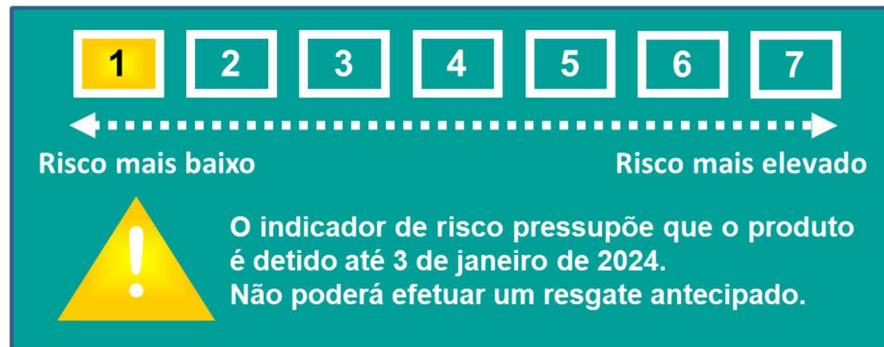 1 2 3 4 5 6 7
Risco mais baixo Risco mais elevado
!
O indicador de risco pressupõe que o produto
é detido até 3 de janeiro de 2024.
Não poderá efetuar um resgate antecipado.